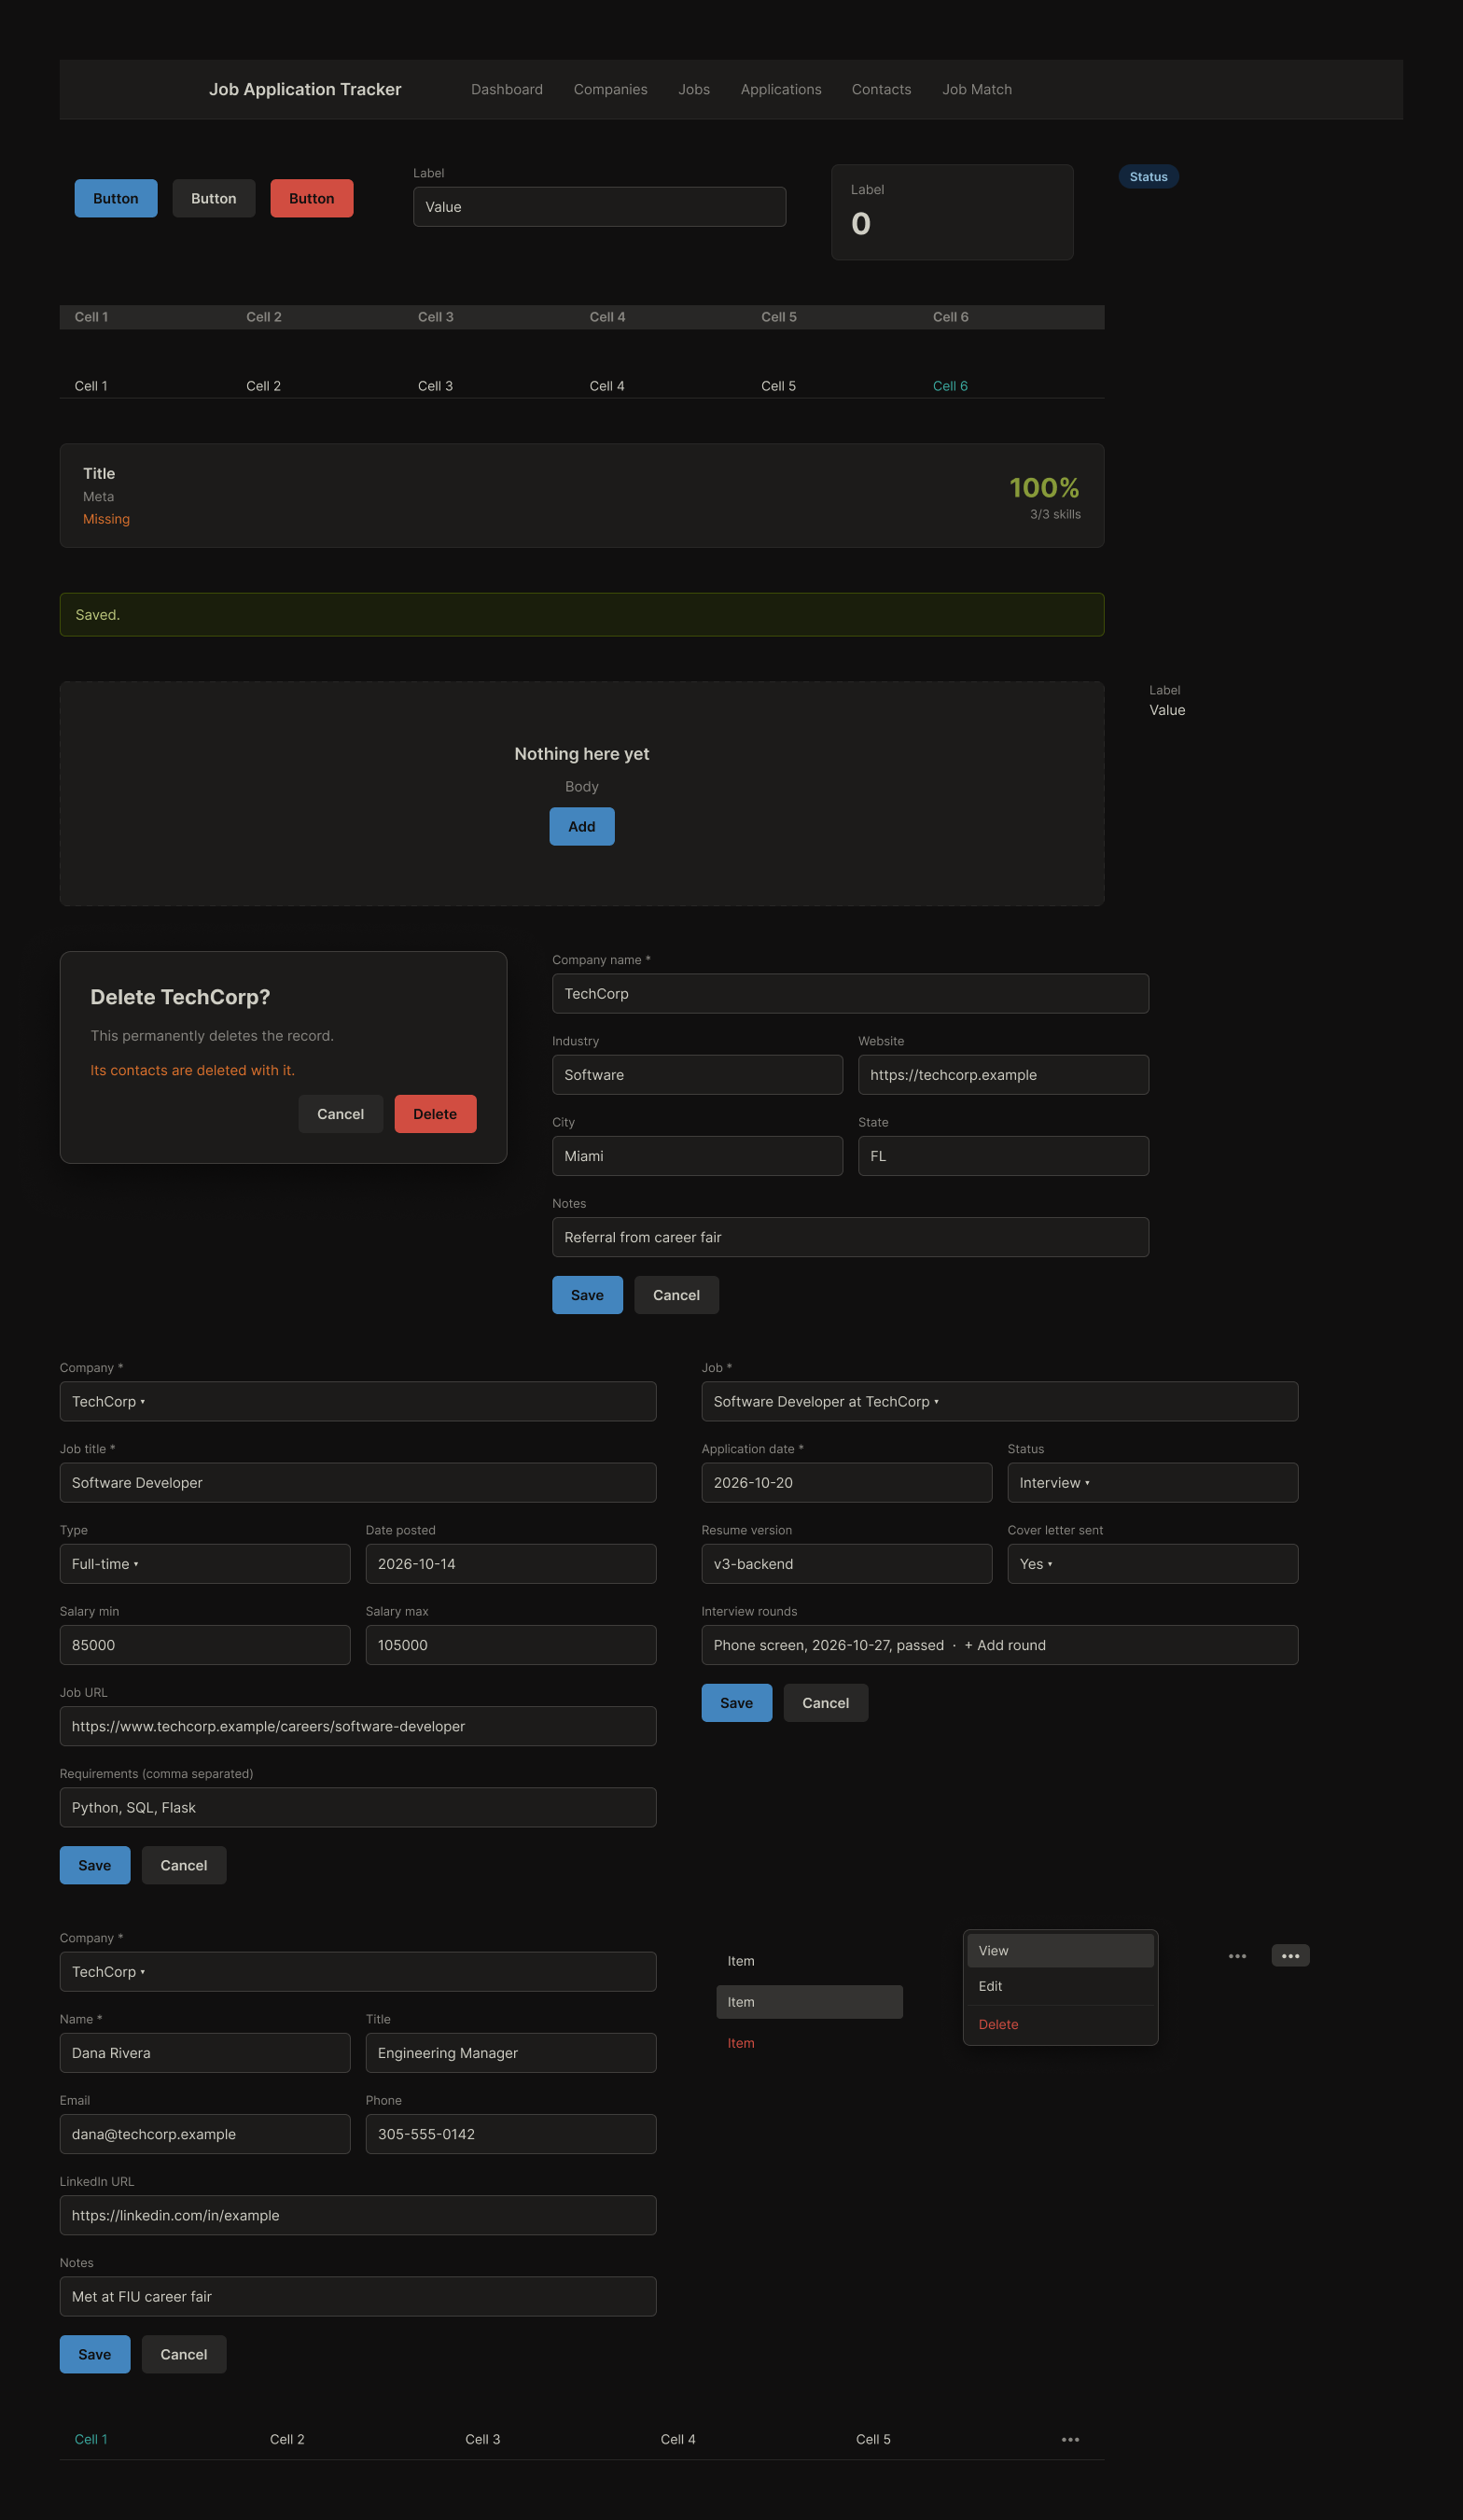 Job Application Tracker Dashboard Companies Jobs Applications Contacts Job Match
Button Button Button
Label
Value
Label
0
Status
Cell 1 Cell 2 Cell 3 Cell 4 Cell 5 Cell 6
Cell 1 Cell 2 Cell 3 Cell 4 Cell 5 Cell 6
Title
Meta
Missing
100%
3/3 skills
Saved.
Nothing here yet
Body
Add
Label
Value
Delete TechCorp?
This permanently deletes the record.
Its contacts are deleted with it.
Cancel Delete
Company name *
TechCorp
Industry Website
Software https://techcorp.example
City State
Miami FL
Notes
Referral from career fair
Save Cancel
Company *
TechCorp ▾
Job title *
Software Developer
Type Date posted
Full-time ▾ 2026-10-14
Salary min Salary max
85000 105000
Job URL
https://www.techcorp.example/careers/software-developer
Requirements (comma separated)
Python, SQL, Flask
Save Cancel
Job *
Software Developer at TechCorp ▾
Application date * Status
2026-10-20 Interview ▾
Resume version Cover letter sent
v3-backend Yes ▾
Interview rounds
Phone screen, 2026-10-27, passed · + Add round
Save Cancel
Company *
TechCorp ▾
Name * Title
Dana Rivera Engineering Manager
Email Phone
dana@techcorp.example 305-555-0142
LinkedIn URL
https://linkedin.com/in/example
Notes
Met at FIU career fair
Save Cancel
Item
Item
Item
View
Edit
Delete
••• •••
Cell 1 Cell 2 Cell 3 Cell 4 Cell 5 •••